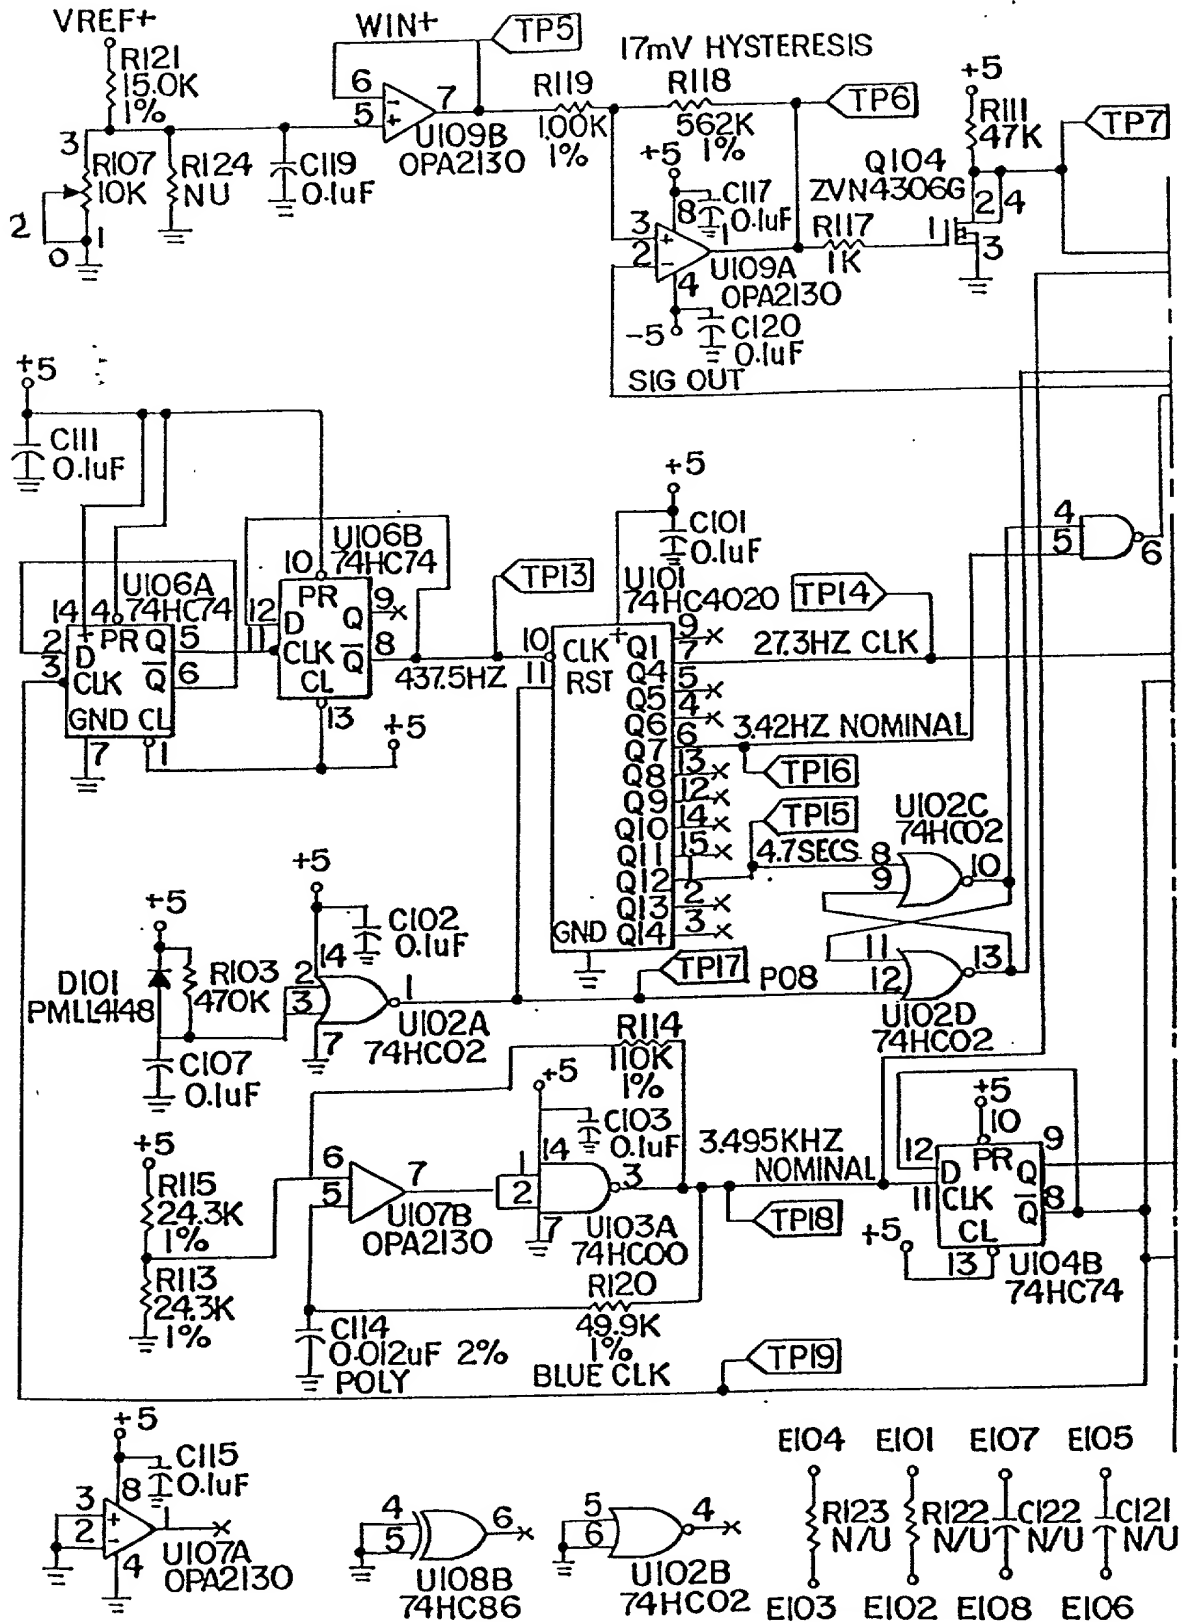 VREF+
WIN+
TP5
17mV HYSTERESIS
R121
15.0K
1%
6
-
7
5
+
U109B
OPA2130
R119
1.00K
1%
R118
562K
1%
TP6
+5
R111
47K
TP7
3
R107
10K
2
0
1
R124
NU
C119
0.1uF
+5
C117
0.1uF
8
3
+
1
2
-
U109A
OPA2130
4
-5
C120
0.1uF
R117
1K
Q104
ZVN4306G
2
4
1
3
SIG OUT
+5
C111
0.1uF
U106B
74HC74
10
PR
12
D
Q
9
11
CLK
Q
8
CL
13
+5
U106A
74HC74
14
4
+
PR
Q
5
2
D
3
CLK
Q
6
GND
CL
7
1
TP13
437.5HZ
+5
C101
0.1uF
U101
74HC4020
TP14
27.3HZ CLK
10
CLK
+
Q1
9
11
RST
Q4
7
Q5
5
Q6
4
Q7
6
3.42HZ NOMINAL
Q8
13
TP16
Q9
12
Q10
14
TP15
Q11
15
4.7SECS
Q12
1
Q13
2
GND
Q14
3
4
5
6
U102C
74HC02
8
9
10
11
12
13
U102D
74HC02
TP17
P08
+5
D101
PMLL4148
R103
470K
C107
0.1uF
+5
C102
0.1uF
14
2
3
1
7
U102A
74HC02
R114
110K
1%
+5
C103
0.1uF
+5
R115
24.3K
1%
R113
24.3K
1%
6
5
7
U107B
OPA2130
14
1
2
3
7
U103A
74HC00
3.495KHZ
NOMINAL
TP18
R120
49.9K
1%
BLUE CLK
C114
0.012uF 2%
POLY
+5
10
12
D
PR
Q
9
11
CLK
Q
8
CL
+5
13
U104B
74HC74
TP19
+5
C115
0.1uF
8
3
+
1
2
-
4
U107A
OPA2130
4
5
6
U108B
74HC86
5
6
4
U102B
74HC02
E104
E101
E107
E105
R123
N/U
R122
N/U
C122
N/U
C121
N/U
E103
E102
E108
E106